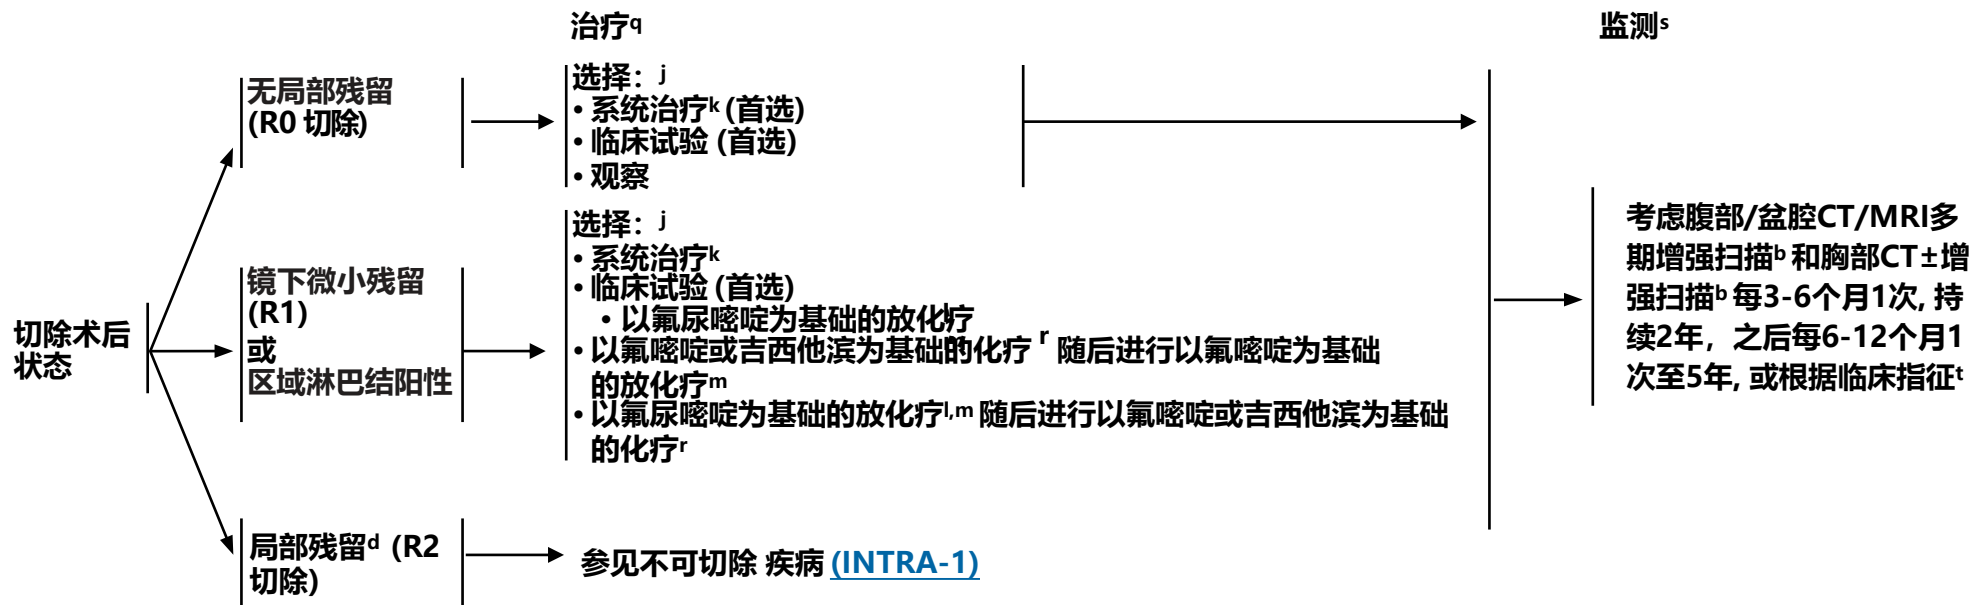 治疗q
监测s
无局部残留
(R0 切除)
选择：j
• 系统治疗k (首选)
• 临床试验 (首选)
• 观察
切除术后
状态
镜下微小残留
(R1)
或
区域淋巴结阳性
选择：j
• 系统治疗k
• 临床试验 (首选)
• 以氟尿嘧啶为基础的放化疗
• 以氟嘧啶或吉西他滨为基础的化疗 r 随后进行以氟嘧啶为基础
的放化疗m
• 以氟尿嘧啶为基础的放化疗l,m 随后进行以氟嘧啶或吉西他滨为基础
的化疗r
考虑腹部/盆腔CT/MRI多
期增强扫描b 和胸部CT±增
强扫描b 每3-6个月1次, 持
续2年，之后每6-12个月1
次至5年, 或根据临床指征t
局部残留d (R2
切除)
参见不可切除 疾病 (INTRA-1)